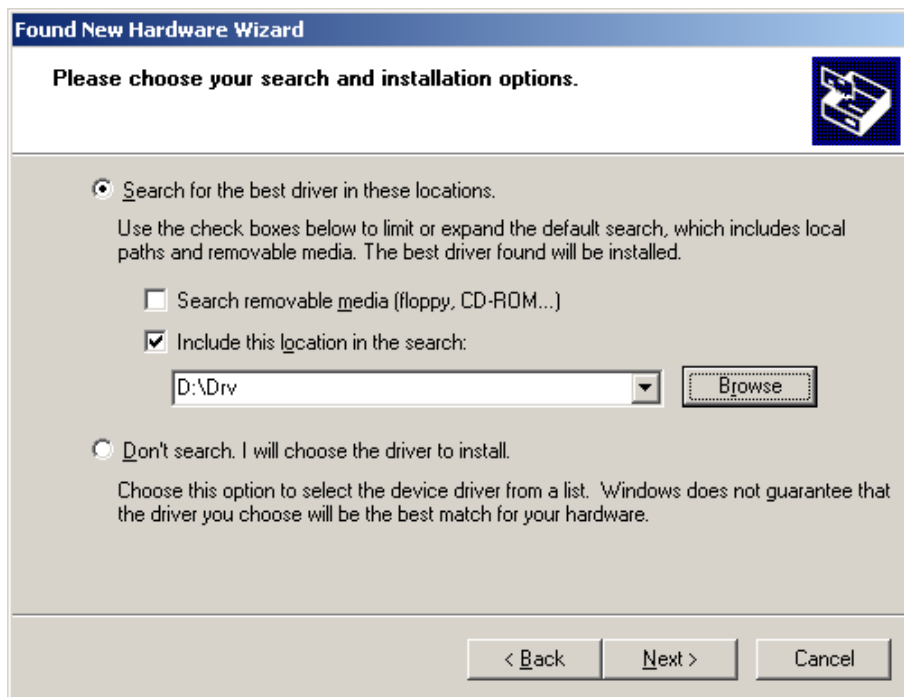 Found New Hardware Wizard
Please choose your search and installation options.
Search for the best driver in these locations.
Use the check boxes below to limit or expand the default search, which includes local
paths and removable media. The best driver found will be installed.
Search removable media (floppy, CD-ROM...)
Include this location in the search:
D:\Drv
Browse
Don't search. I will choose the driver to install.
Choose this option to select the device driver from a list. Windows does not guarantee that
the driver you choose will be the best match for your hardware.
< Back Next > Cancel